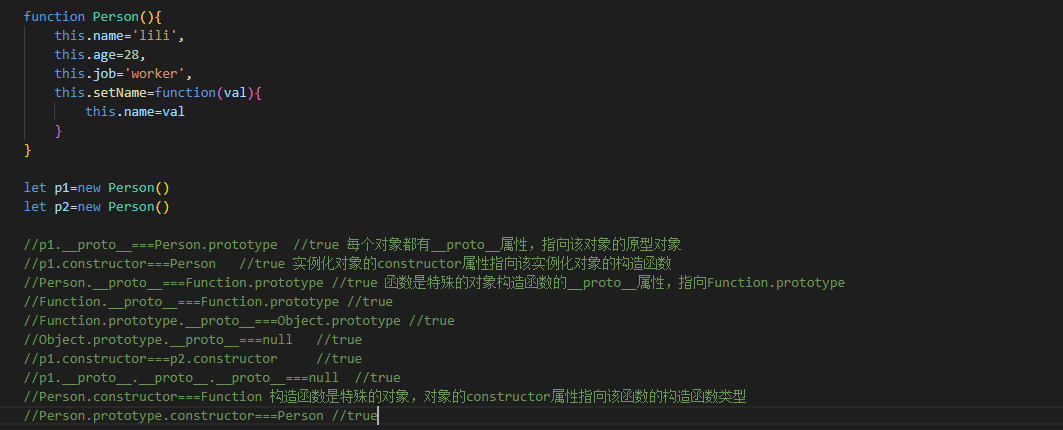 function Person(){
    this.name='lili',
    this.age=28,
    this.job='worker',
    this.setName=function(val){
        this.name=val
    }
}
let p1=new Person()
let p2=new Person()
//p1.__proto__===Person.prototype  //true 每个对象都有__proto__属性，指向该对象的原型对象
//p1.constructor===Person   //true 实例化对象的constructor属性指向该实例化对象的构造函数
//Person.__proto__===Function.prototype //true 函数是特殊的对象构造函数的__proto__属性，指向Function.prototype
//Function.__proto__===Function.prototype //true
//Function.prototype.__proto__===Object.prototype //true
//Object.prototype.__proto__===null   //true
//p1.constructor===p2.constructor     //true
//p1.__proto__.__proto__.__proto__===null  //true
//Person.constructor===Function 构造函数是特殊的对象，对象的constructor属性指向该函数的构造函数类型
//Person.prototype.constructor===Person //true